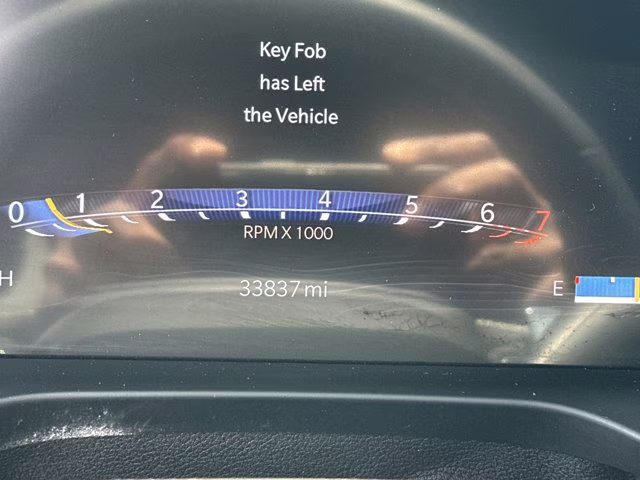 Key Fob
has Left
the Vehicle
0 1 2 3 4 5 6 7
RPM X 1000
H
33837 mi
E